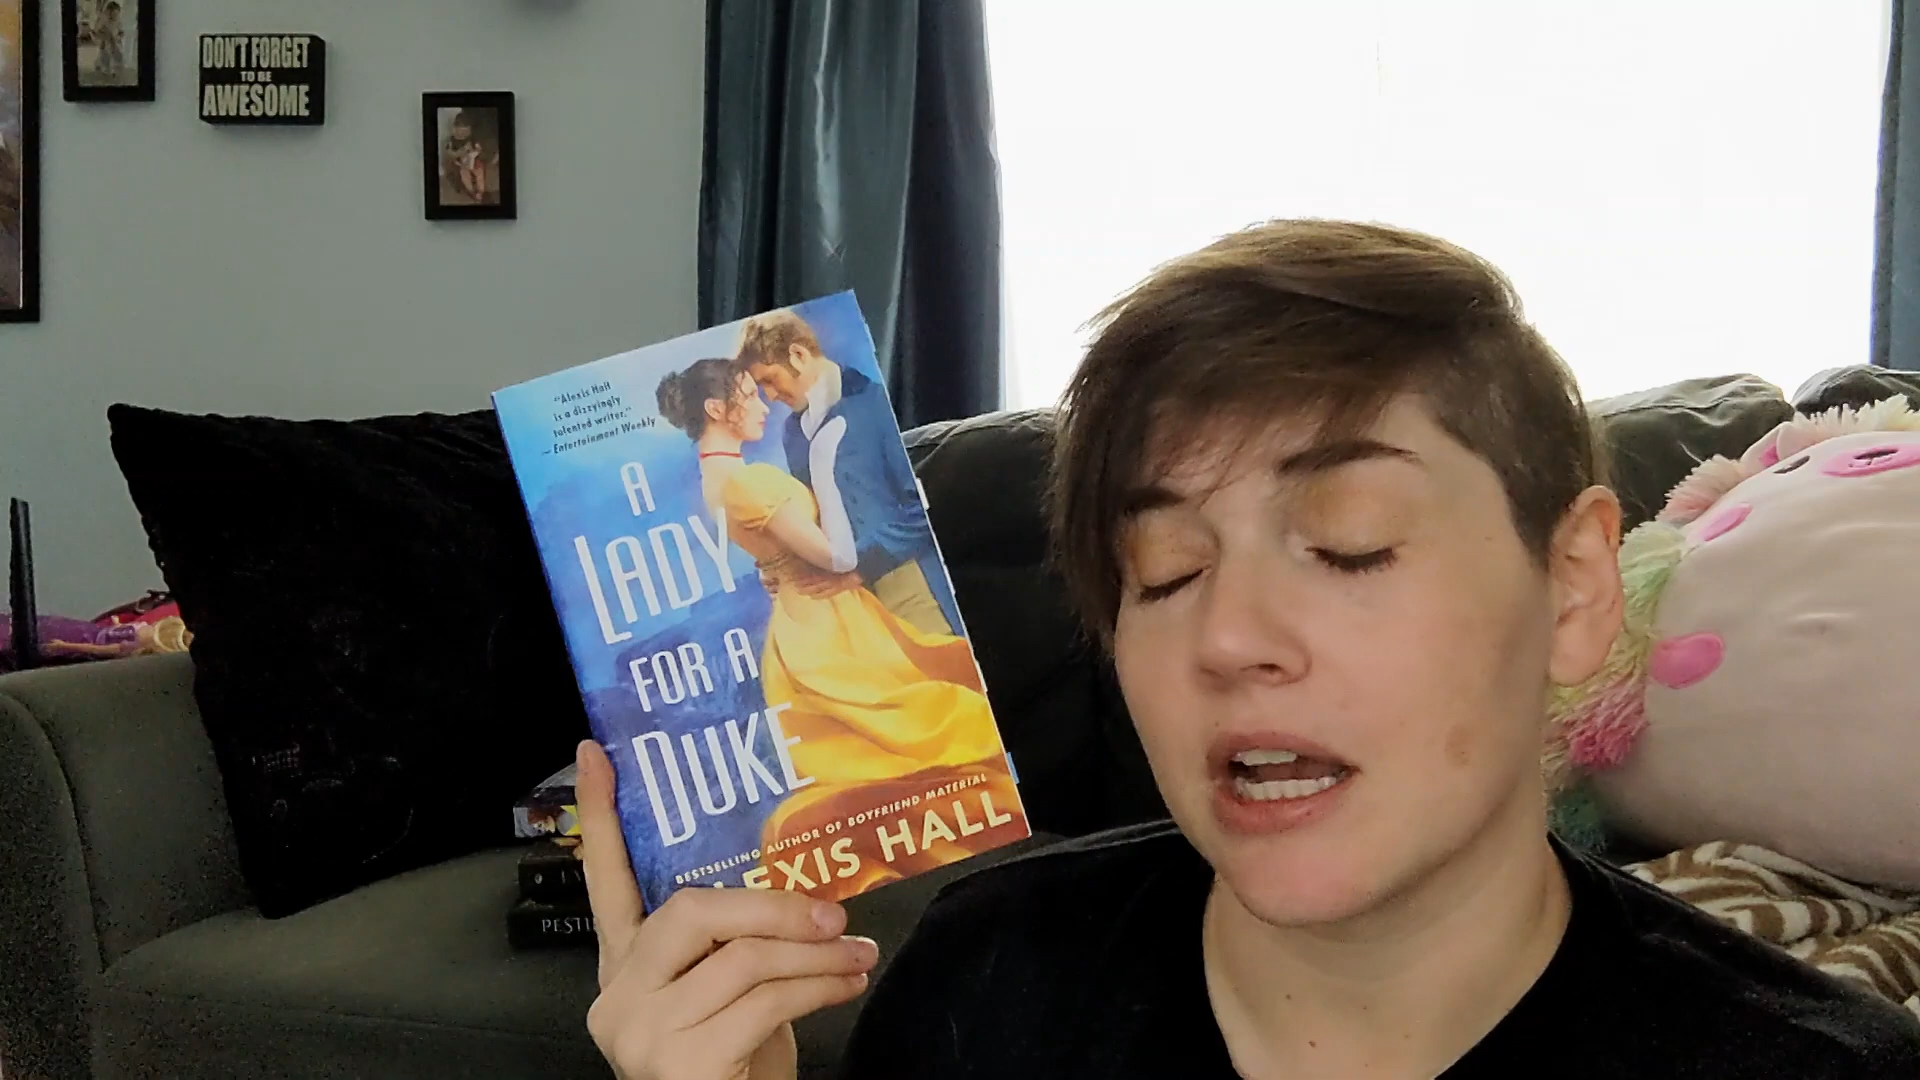 DON'T FORGET
TO BE
AWESOME
"Alexis Hall
is a dizzyingly
talented writer."
—Entertainment Weekly
A
LADY
FOR A
DUKE
BESTSELLING AUTHOR OF BOYFRIEND MATERIAL
LEXIS HALL
PESTI